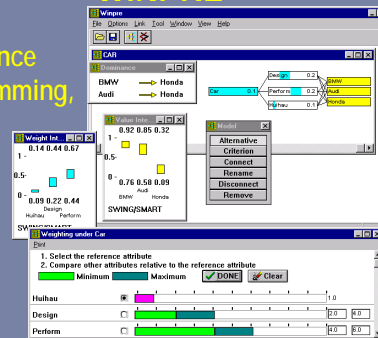 Winpre
File Options Link Tool Window View Help
CAR
Dominance
BMW Honda
Audi Honda
Car 0.1
Design 0.2
Perform 0.2
Huihau 0.1
BMW
Audi
Honda
nce
mming,
Weight Int...
1 -
0.14 0.44 0.67
0.5-
0 -
0.09 0.22 0.44
Design
Huihau Perform
Value Inte...
0.92 0.85 0.32
1 -
0.5-
0 -
0.76 0.50 0.09
Audi
BMW Honda
SWING/SMART
Model
Alternative
Criterion
Connect
Rename
Disconnect
Remove
Weighting under Car
Print
1. Select the reference attribute
2. Compare other attributes relative to the reference attribute
Minimum Maximum DONE Clear
Huihau 1.0
Design 2.0 4.0
Perform 4.0 6.0